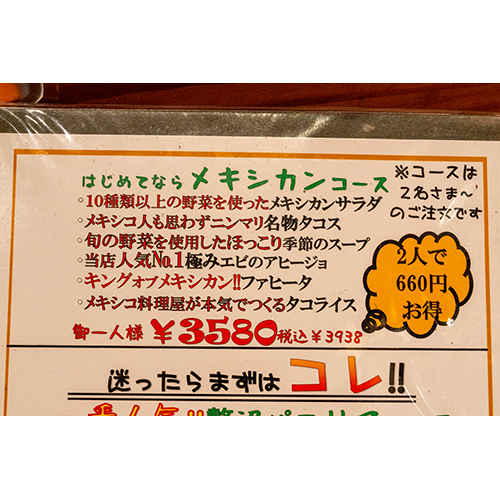 はじめてなら メキシカンコース
※コースは
2名さま〜
のご注文です
・10種類以上の野菜を使ったメキシカンサラダ
・メキシコ人も思わずニンマリ名物タコス
・旬の野菜を使用したほっこり季節のスープ
・当店人気No.1極みエビのアヒージョ
・キングオブメキシカン!!ファヒータ
・メキシコ料理屋が本気でつくるタコライス
2人で
660円
お得
御一人様 ¥3580 税込¥3938
迷ったらまずは コレ!!